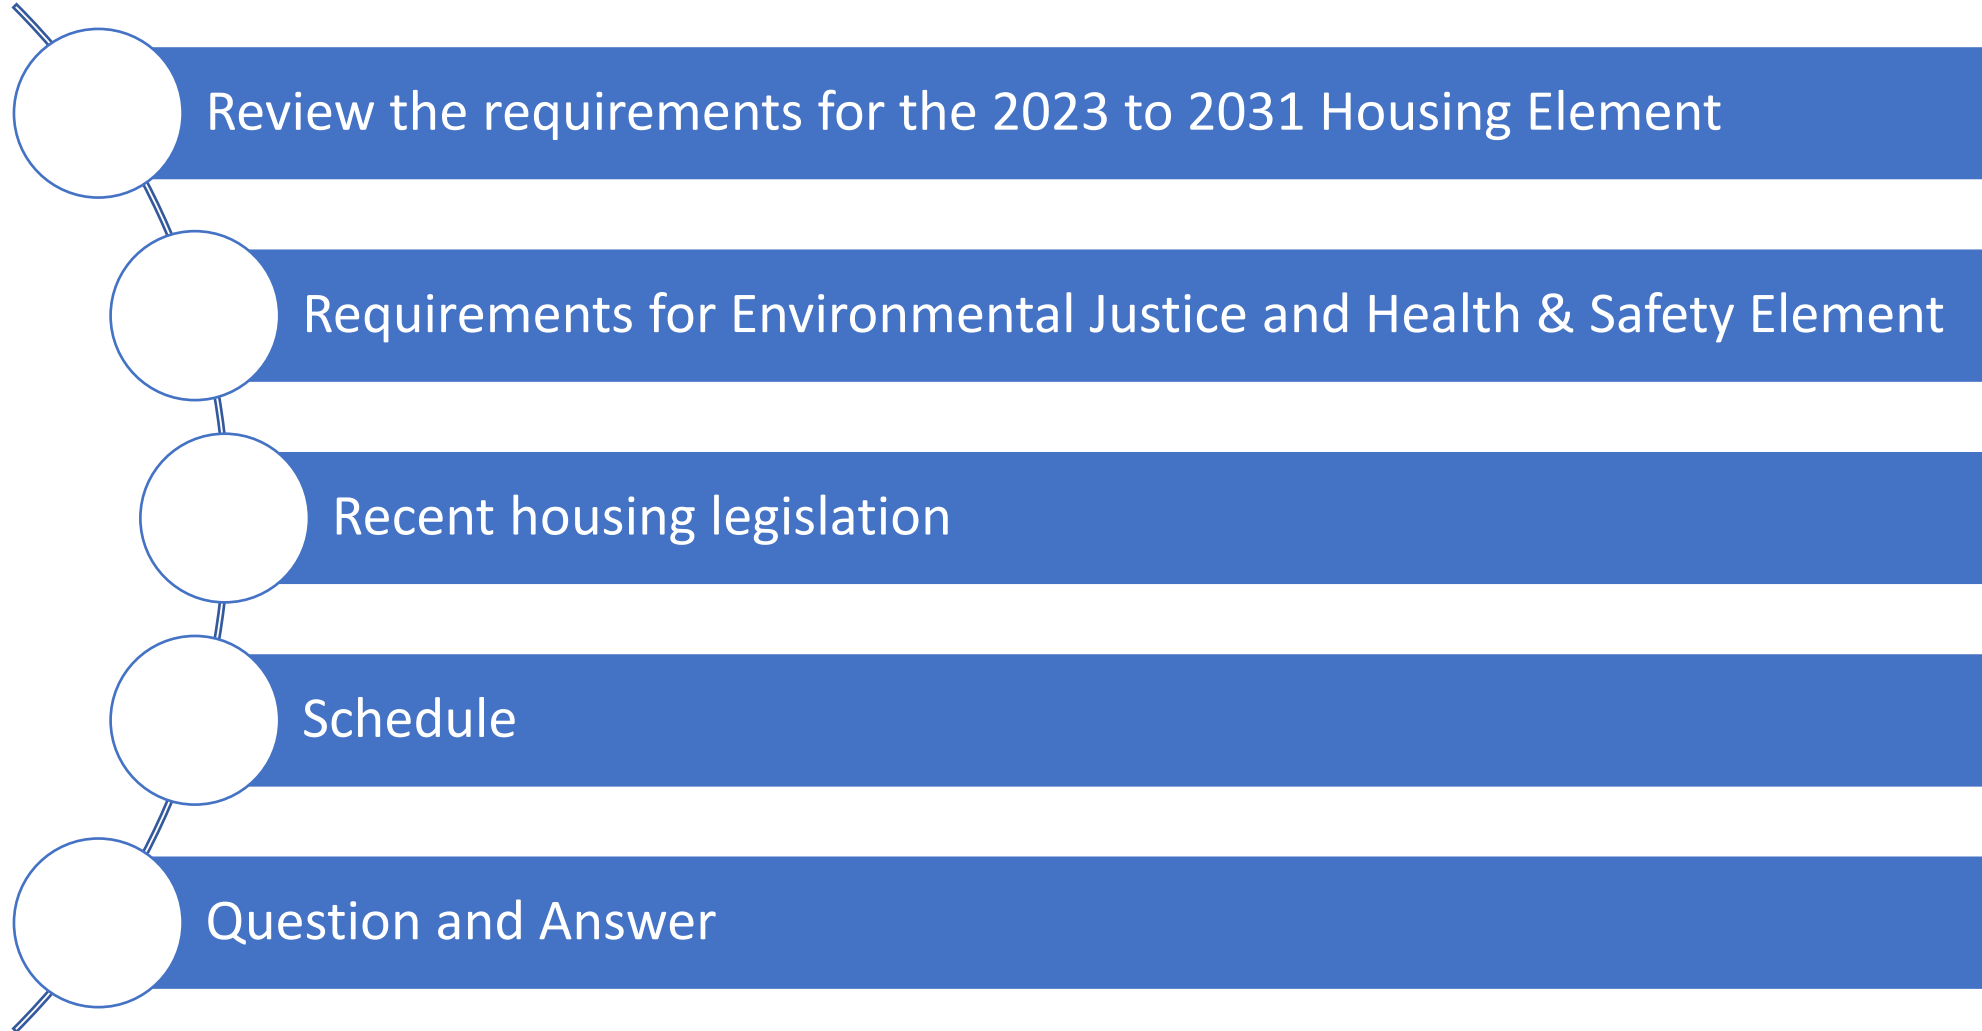 Review the requirements for the 2023 to 2031 Housing Element
Requirements for Environmental Justice and Health & Safety Element
Recent housing legislation
Schedule
Question and Answer